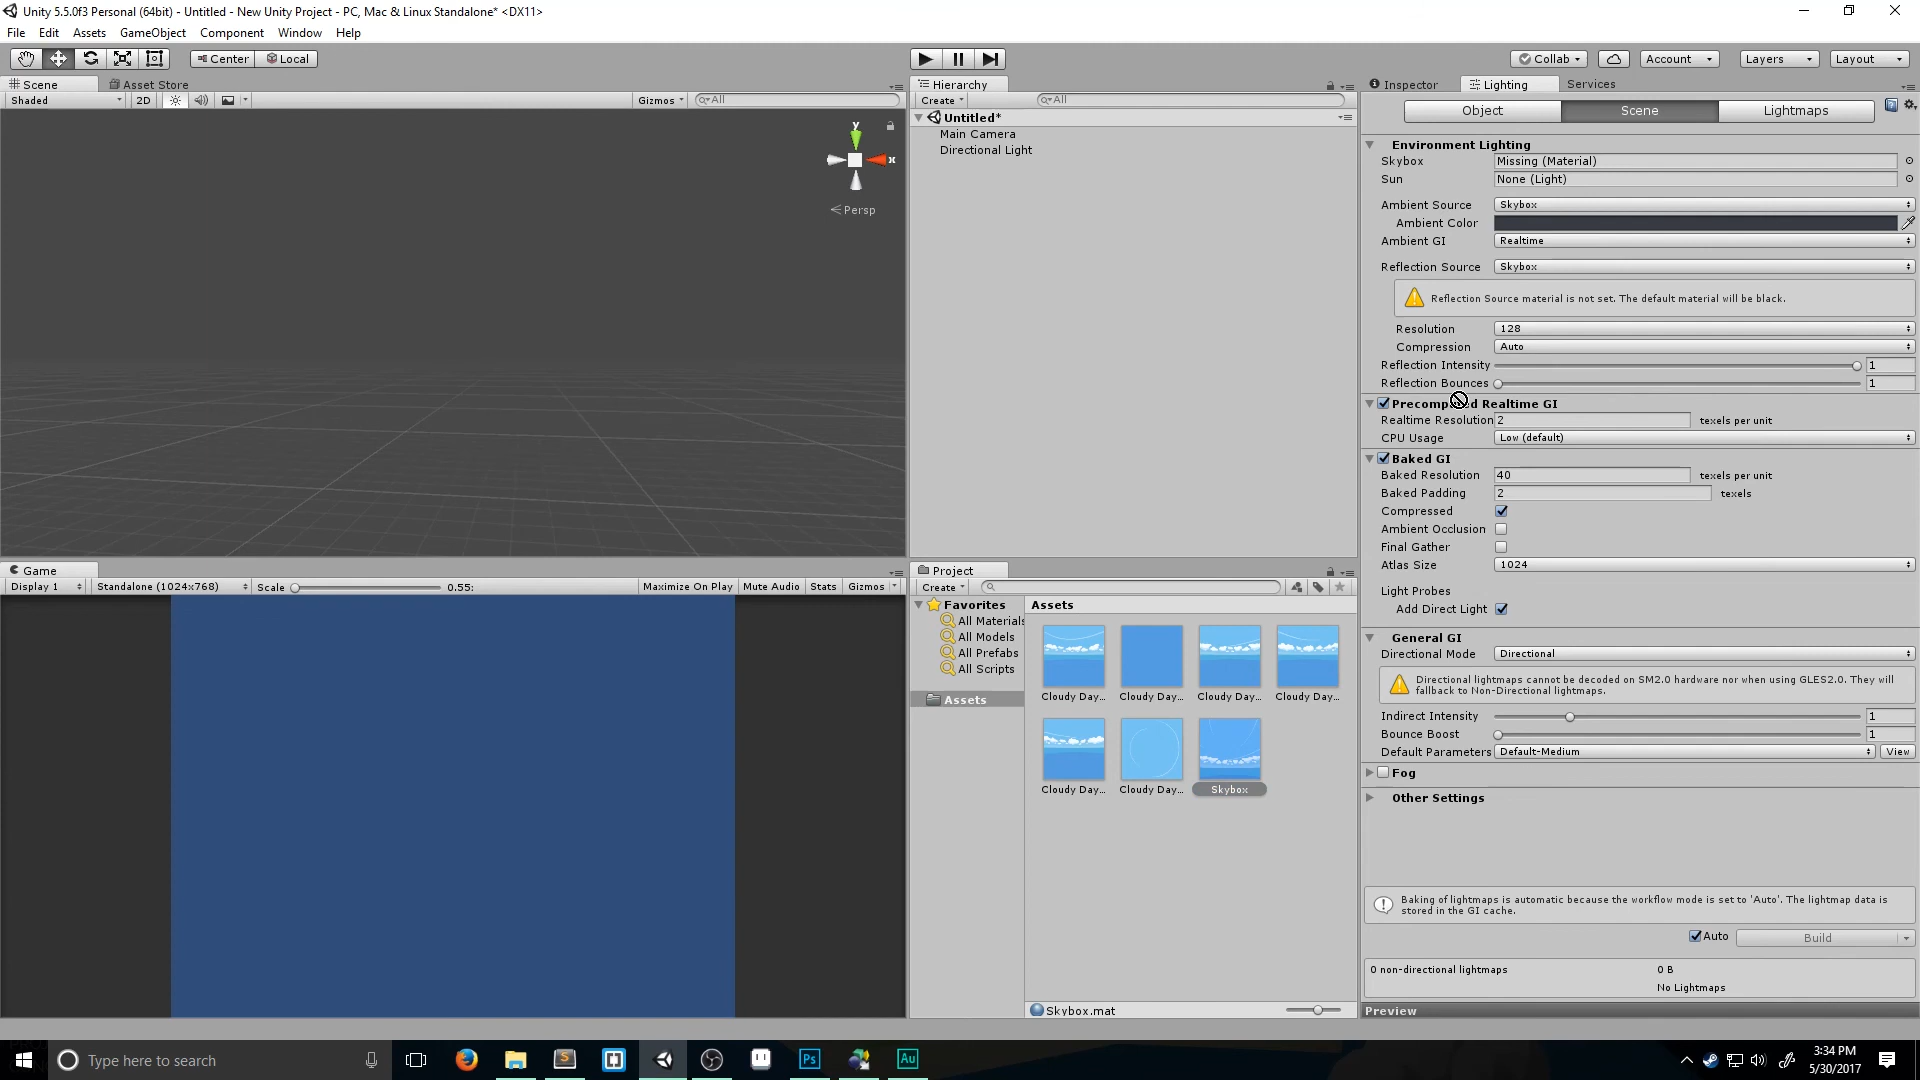 Unity 5.5.0f3 Personal (64bit) - Untitled - New Unity Project - PC, Mac & Linux Standalone* <DX11>
File Edit Assets GameObject Component Window Help
Center Local Collab Account Layers Layout
Scene Asset Store
Shaded 2D Gizmos All
y
x
Persp
Hierarchy
Create All
Untitled*
Main Camera
Directional Light
Inspector Lighting Services
Object Scene Lightmaps
Environment Lighting
Skybox Missing (Material)
Sun None (Light)
Ambient Source Skybox
Ambient Color
Ambient GI Realtime
Reflection Source Skybox
Reflection Source material is not set. The default material will be black.
Resolution 128
Compression Auto
Reflection Intensity 1
Reflection Bounces 1
Precomputed Realtime GI
Realtime Resolution 2 texels per unit
CPU Usage Low (default)
Baked GI
Baked Resolution 40 texels per unit
Baked Padding 2 texels
Compressed
Ambient Occlusion
Final Gather
Atlas Size 1024
Light Probes
Add Direct Light
General GI
Directional Mode Directional
Directional lightmaps cannot be decoded on SM2.0 hardware nor when using GLES2.0. They will
fallback to Non-Directional lightmaps.
Indirect Intensity 1
Bounce Boost 1
Default Parameters Default-Medium View
Fog
Other Settings
Baking of lightmaps is automatic because the workflow mode is set to 'Auto'. The lightmap data is
stored in the GI cache.
Auto Build
0 non-directional lightmaps 0 B
No Lightmaps
Preview
Game
Display 1 Standalone (1024x768) Scale 0.55: Maximize On Play Mute Audio Stats Gizmos
Project
Create
Favorites
All Materials
All Models
All Prefabs
All Scripts
Assets
Assets
Cloudy Day... Cloudy Day... Cloudy Day... Cloudy Day...
Cloudy Day... Cloudy Day... Skybox
Skybox.mat
Type here to search
Ps
Au
3:34 PM
5/30/2017